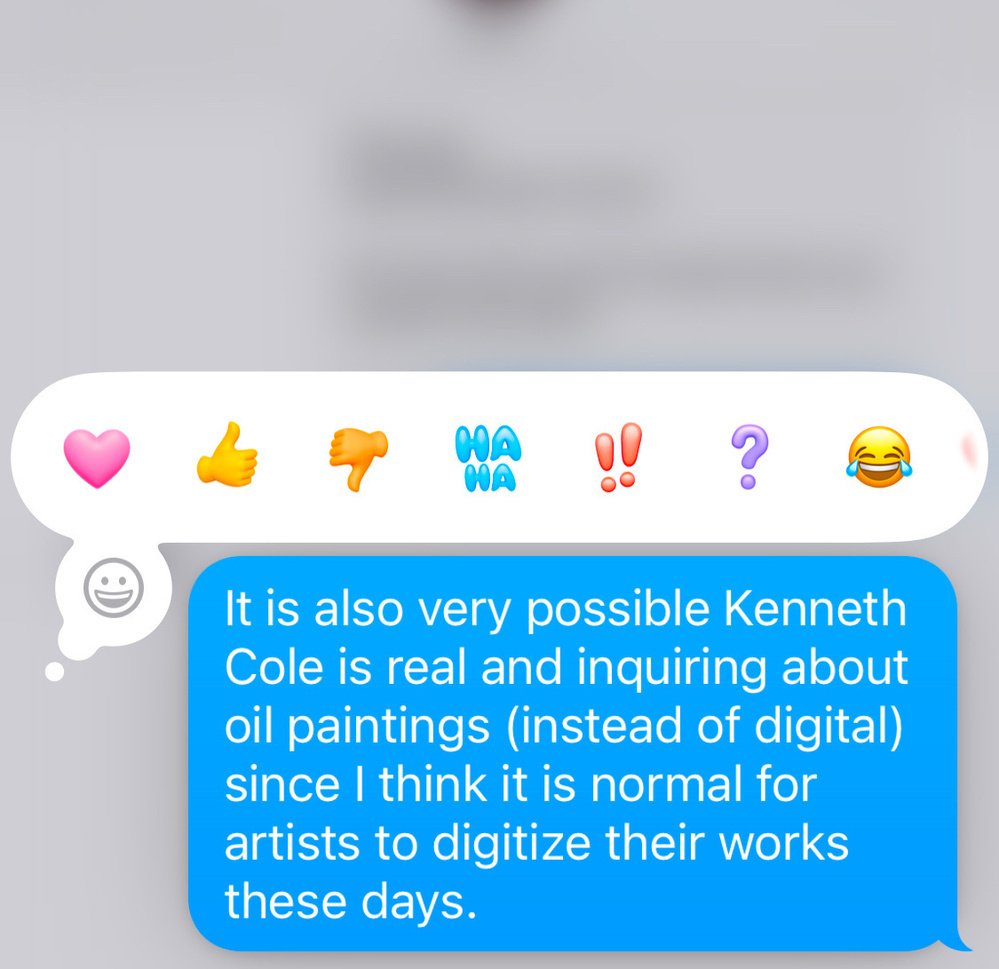 HA
HA
It is also very possible Kenneth
Cole is real and inquiring about
oil paintings (instead of digital)
since I think it is normal for
artists to digitize their works
these days.